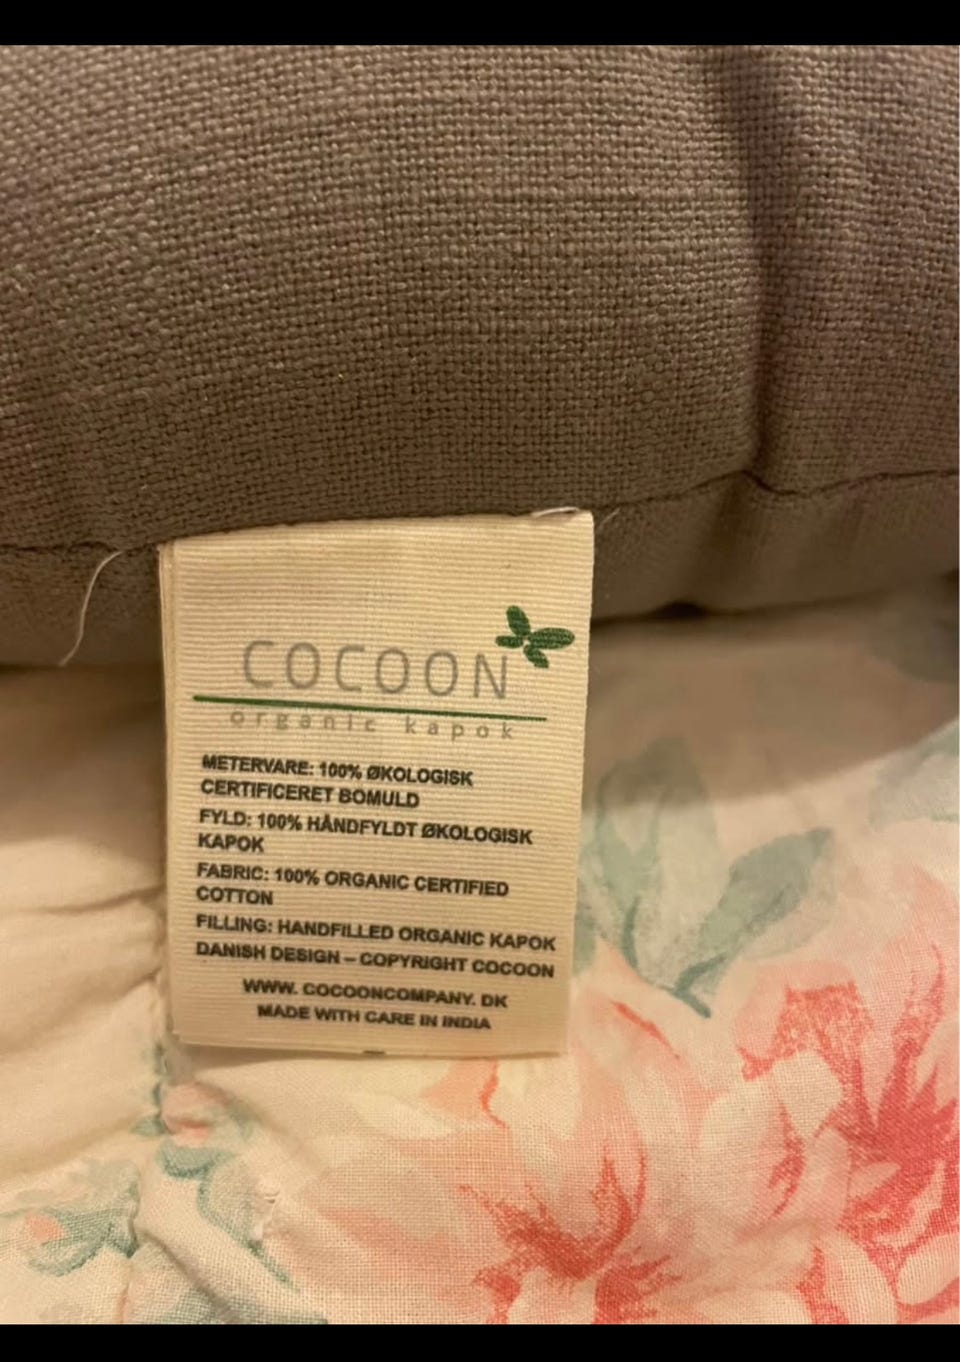 COCOON
organic kapok
METERVARE: 100% ØKOLOGISK
CERTIFICERET BOMULD
FYLD: 100% HÅNDFYLDT ØKOLOGISK
KAPOK
FABRIC: 100% ORGANIC CERTIFIED
COTTON
FILLING: HANDFILLED ORGANIC KAPOK
DANISH DESIGN – COPYRIGHT COCOON
WWW. COCOONCOMPANY. DK
MADE WITH CARE IN INDIA